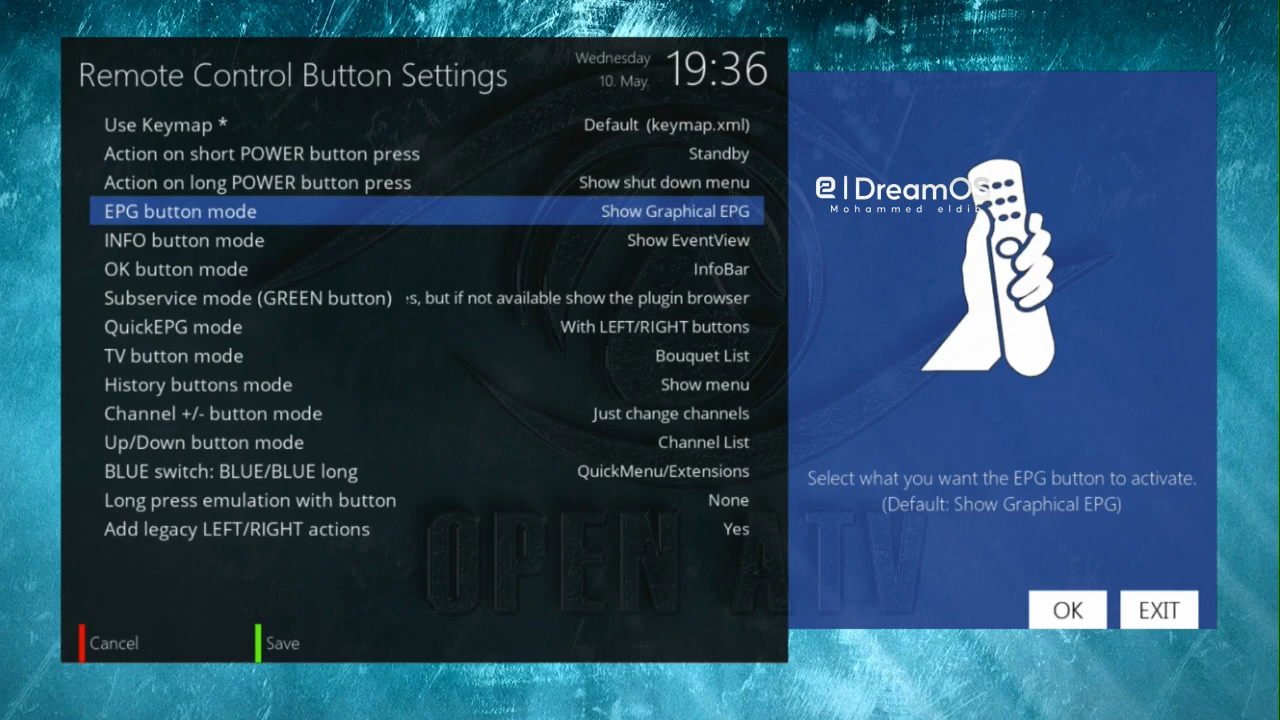 Remote Control Button Settings
Wednesday
10. May.
19:36
Use Keymap * Default (keymap.xml)
Action on short POWER button press Standby
Action on long POWER button press Show shut down menu
EPG button mode Show Graphical EPG
INFO button mode Show EventView
OK button mode InfoBar
Subservice mode (GREEN button) s, but if not available show the plugin browser
QuickEPG mode With LEFT/RIGHT buttons
TV button mode Bouquet List
History buttons mode Show menu
Channel +/- button mode Just change channels
Up/Down button mode Channel List
BLUE switch: BLUE/BLUE long QuickMenu/Extensions
Long press emulation with button None
Add legacy LEFT/RIGHT actions Yes
Cancel Save
DreamOS
Mohammed eldib
Select what you want the EPG button to activate.
(Default: Show Graphical EPG)
OK EXIT
OPEN ATV